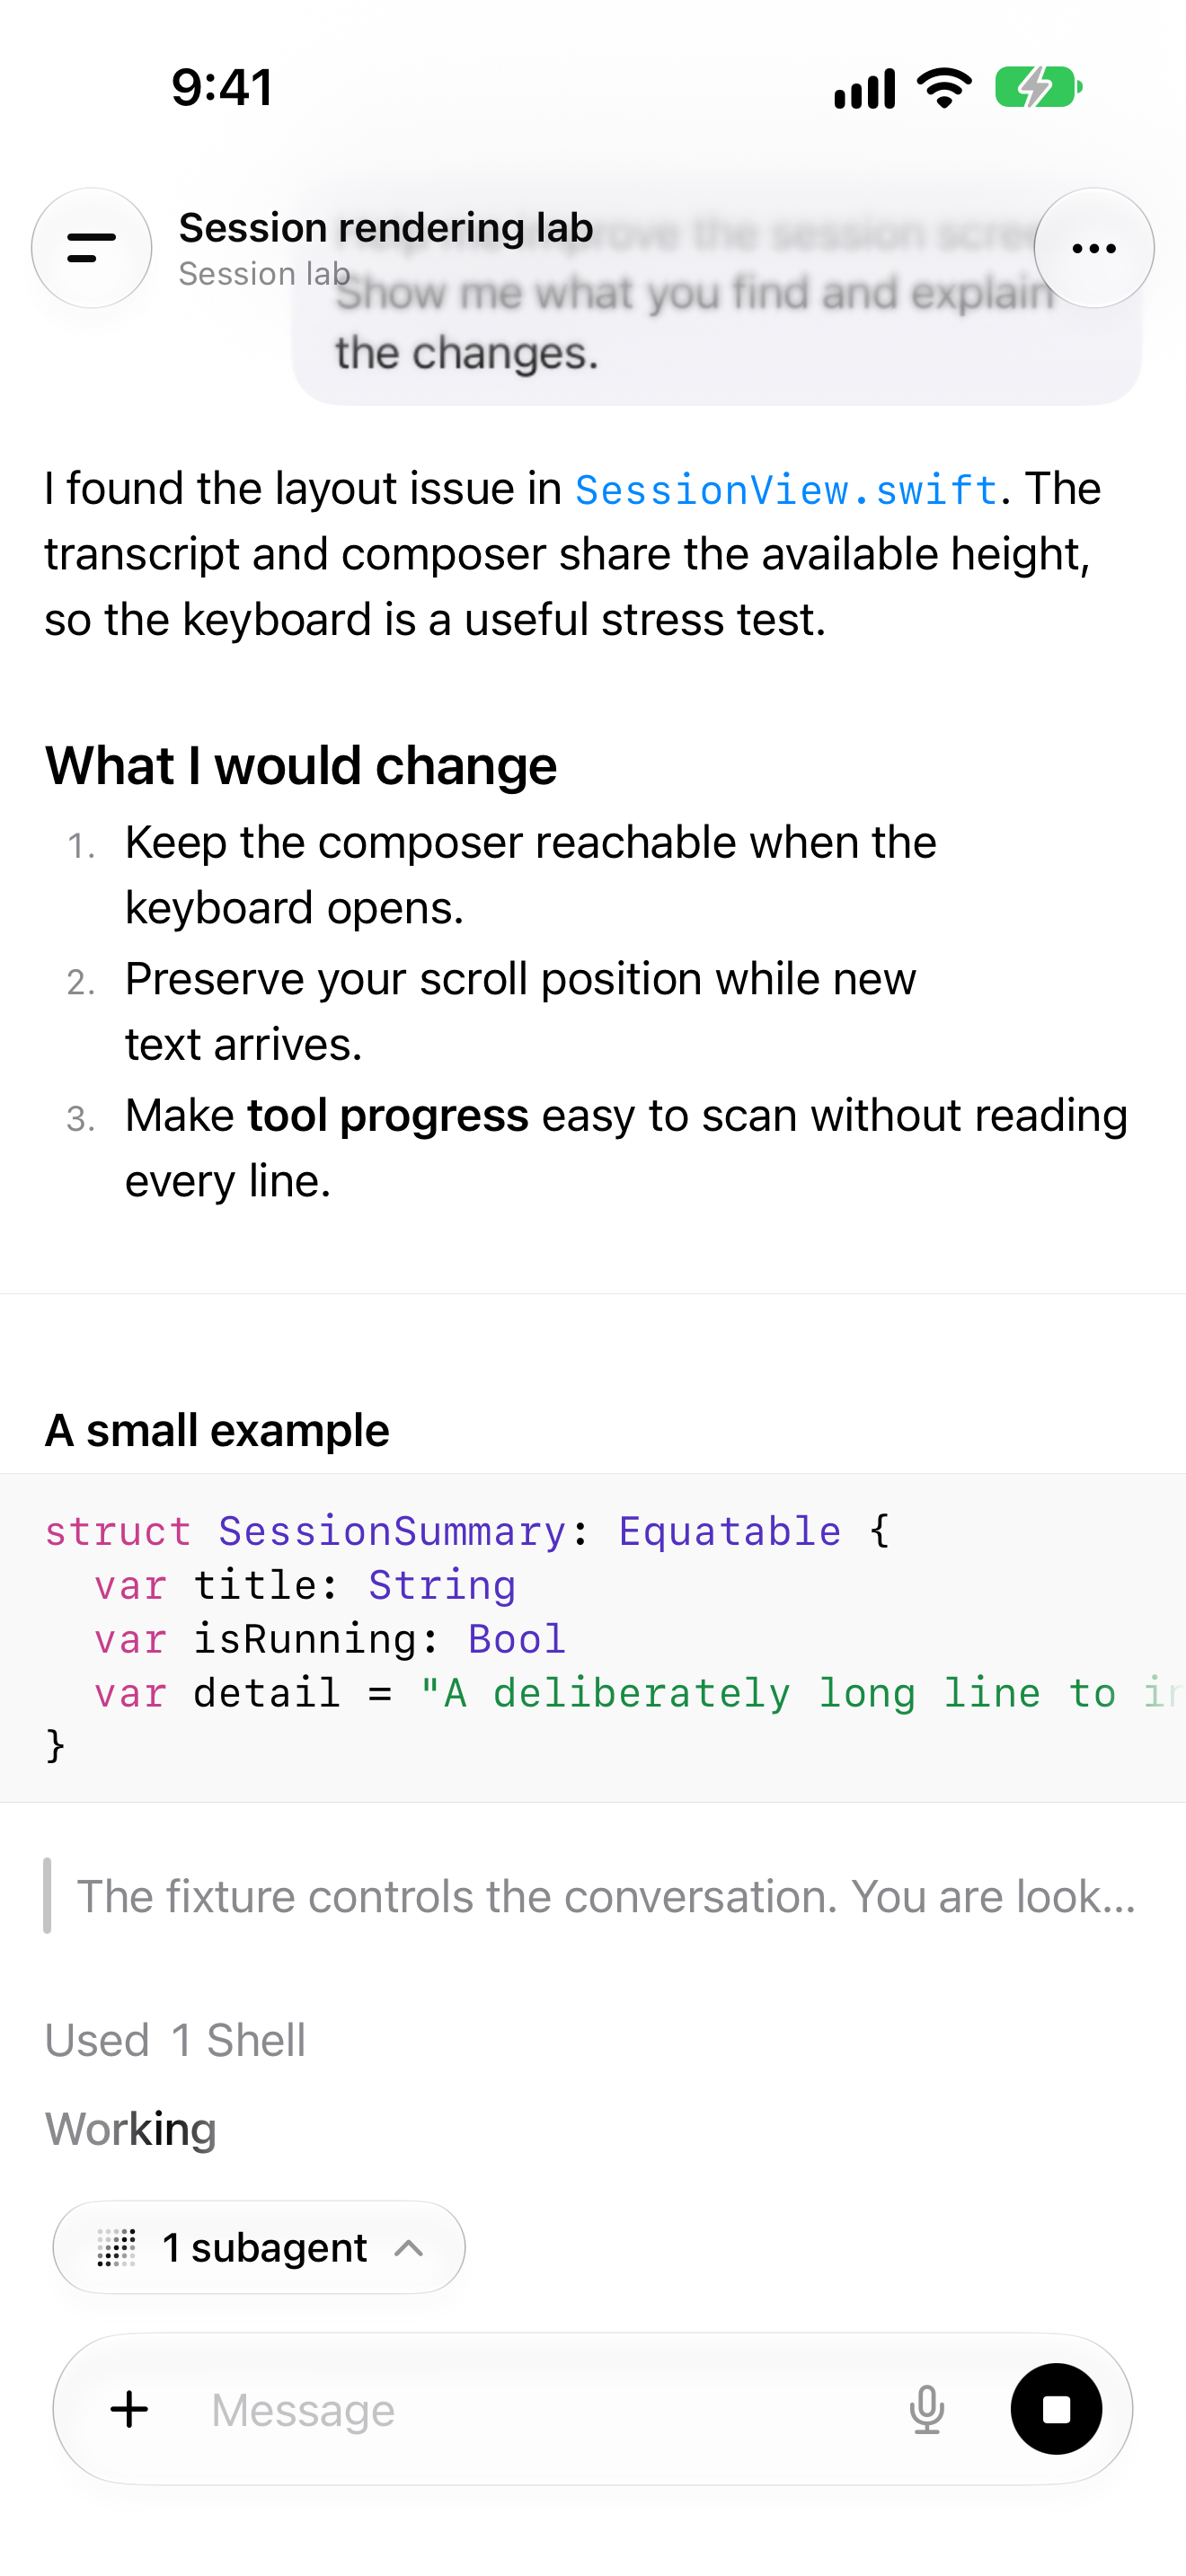 9:41
Session rendering lab
Session lab
improve the session
Show me what you find and explain
the changes.
I found the layout issue in SessionView.swift. The
transcript and composer share the available height,
so the keyboard is a useful stress test.
What I would change
1. Keep the composer reachable when the
keyboard opens.
2. Preserve your scroll position while new
text arrives.
3. Make tool progress easy to scan without reading
every line.
A small example
struct SessionSummary: Equatable {
var title: String
var isRunning: Bool
var detail = "A deliberately long line to
}
The fixture controls the conversation. You are look...
Used 1 Shell
Working
1 subagent
Message